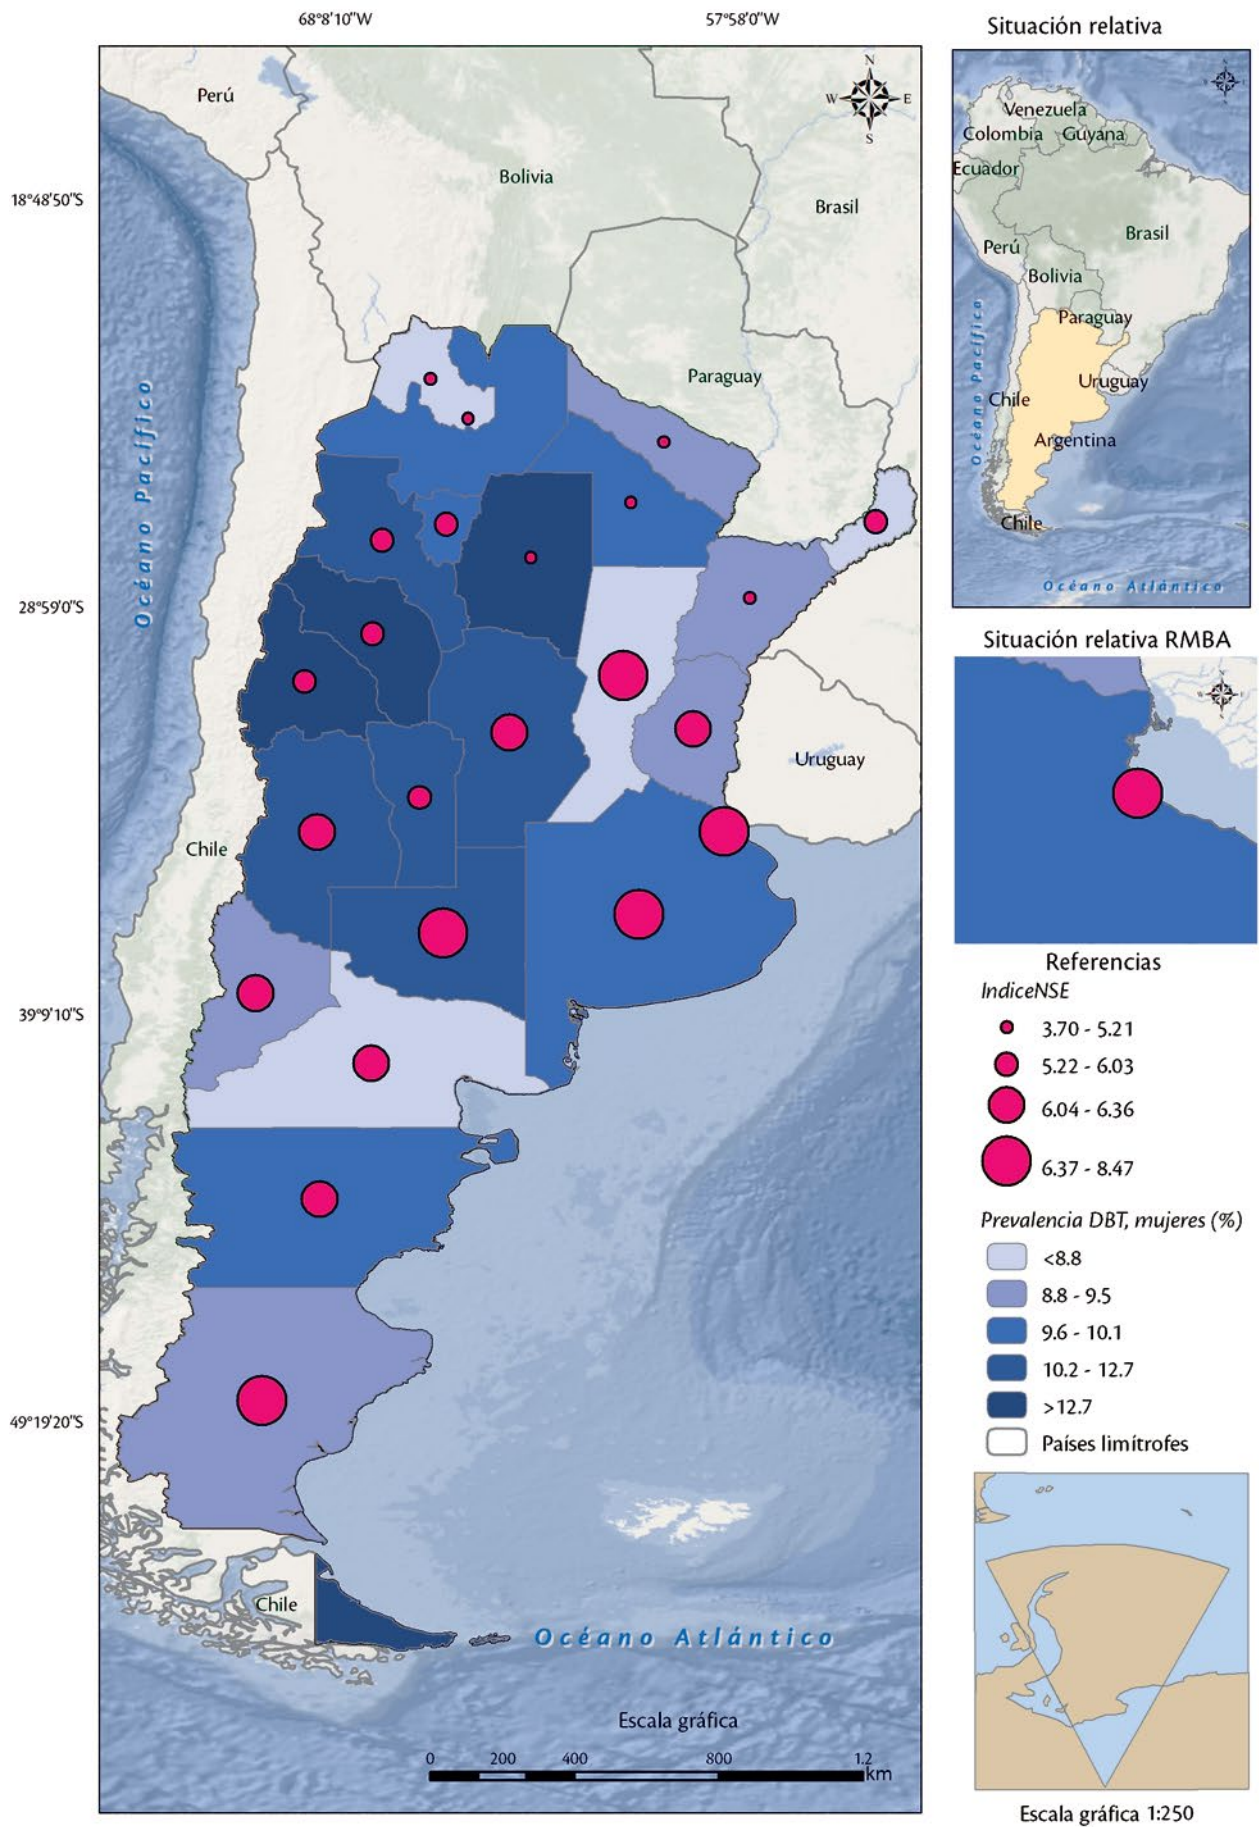 68°8'10"W
57°58'0"W
Situación relativa
N
W
E
S
Perú
Bolivia
Brasil
18°48'50"S
Océano Pacífico
Paraguay
28°59'0"S
Uruguay
Chile
39°9'10"S
49°19'20"S
Chile
Océano Atlántico
Escala gráfica
0
200
400
800
1.2
km
Venezuela
Colombia
Guyana
Ecuador
Brasil
Perú
Bolivia
Paraguay
Océano Pacífico
Uruguay
Chile
Argentina
Chile
Océano Atlántico
Situación relativa RMBA
Referencias
IndiceNSE
3.70 - 5.21
5.22 - 6.03
6.04 - 6.36
6.37 - 8.47
Prevalencia DBT, mujeres (%)
<8.8
8.8 - 9.5
9.6 - 10.1
10.2 - 12.7
>12.7
Países limítrofes
Escala gráfica 1:250